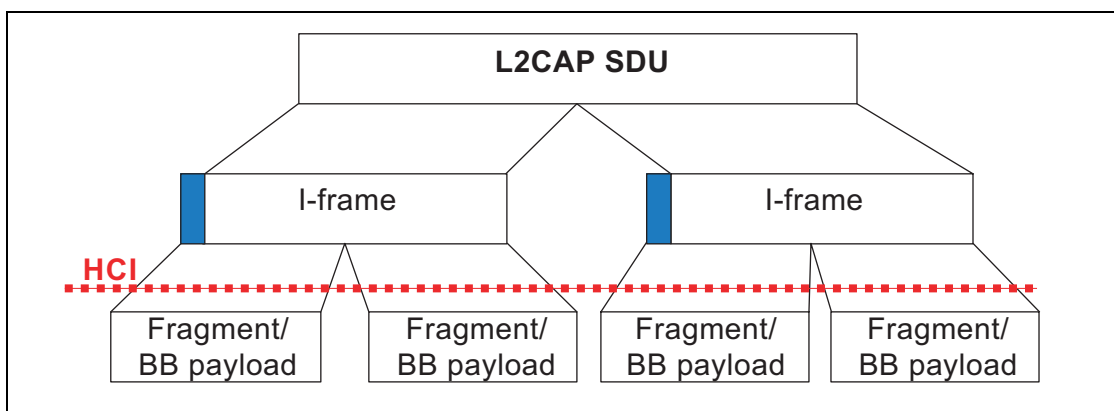 L2CAP SDU
I-frame
I-frame
HCI
Fragment/
BB payload
Fragment/
BB payload
Fragment/
BB payload
Fragment/
BB payload